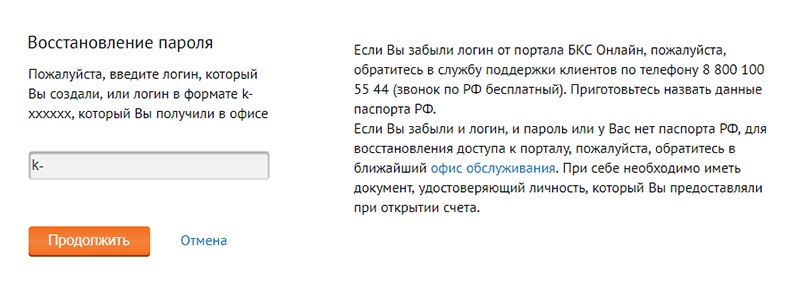 Восстановление пароля
Пожалуйста, введите логин, который
Вы создали, или логин в формате k-
xxxxxx, который Вы получили в офисе
k-
Продолжить
Отмена
Если Вы забыли логин от портала БКС Онлайн, пожалуйста,
обратитесь в службу поддержки клиентов по телефону 8 800 100
55 44 (звонок по РФ бесплатный). Приготовьтесь назвать данные
паспорта РФ.
Если Вы забыли и логин, и пароль или у Вас нет паспорта РФ, для
восстановления доступа к порталу, пожалуйста, обратитесь в
ближайший офис обслуживания. При себе необходимо иметь
документ, удостоверяющий личность, который Вы предоставляли
при открытии счета.